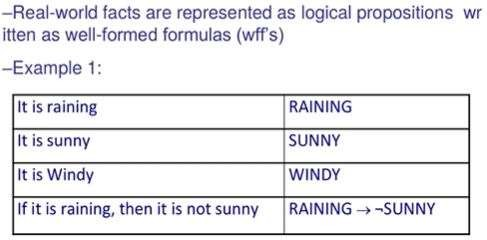 –Real-world facts are represented as logical propositions wr
itten as well-formed formulas (wff's)
–Example 1:
It is raining RAINING
It is sunny SUNNY
It is Windy WINDY
If it is raining, then it is not sunny RAINING → ¬SUNNY